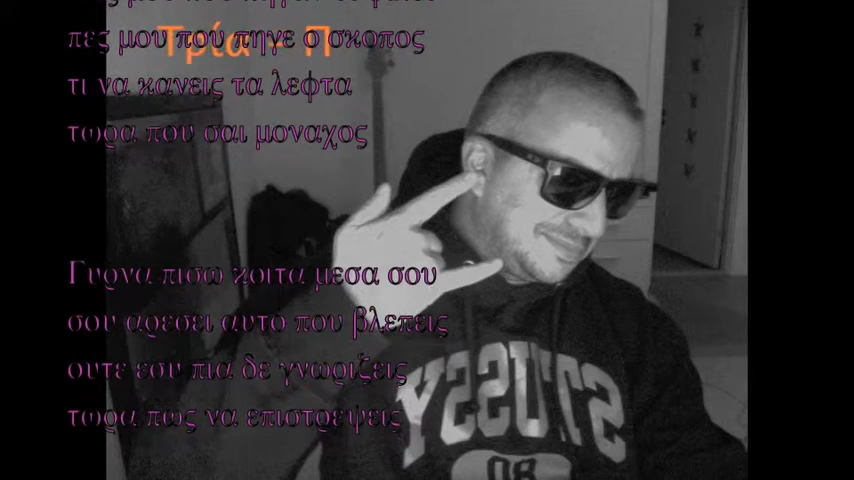 πες μου που πηγε ο σκοπος
Τρία - Π
τι να κανεις τα λεφτα
τωρα που σαι μοναχος
Γυρνα πισω κοιτα μεσα σου
σου αρεσει αυτο που βλεπεις
ουτε εσυ πια δε γνωριζεις
τωρα πως να επιστρεψεις
STUSSY